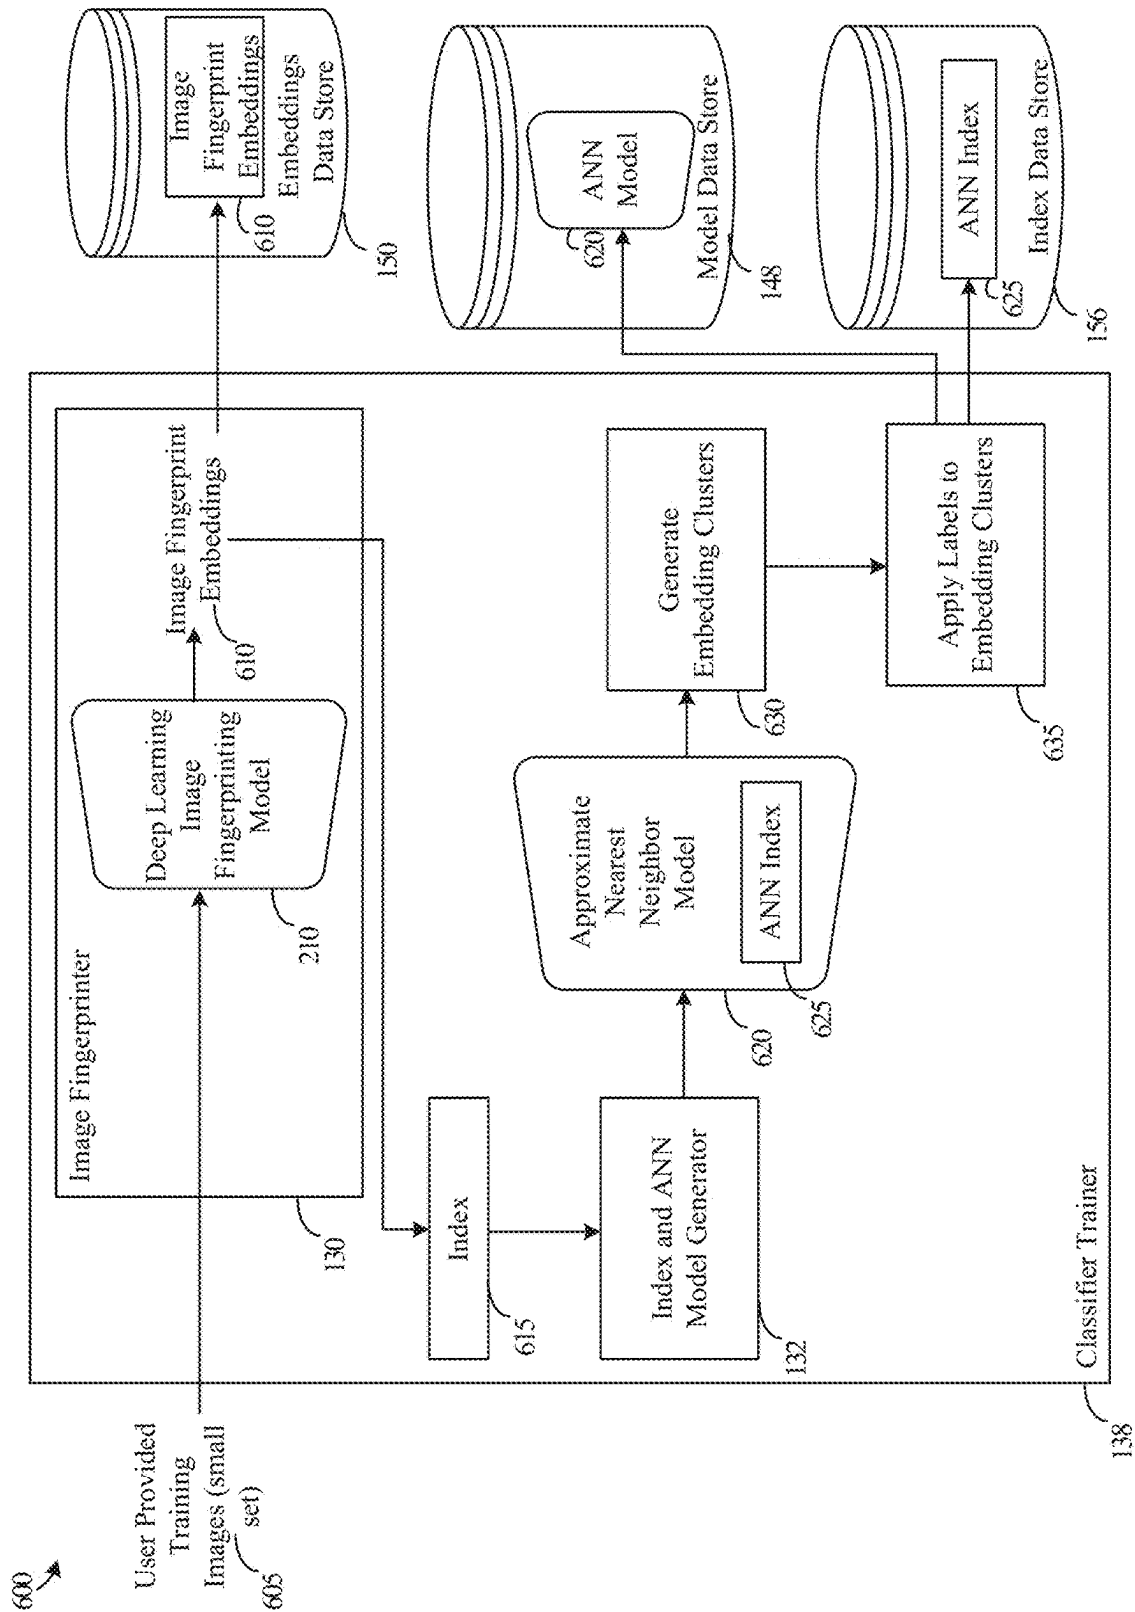 600
User Provided
Training
Images (small
set)
605
Image Fingerprinter
130
Deep Learning
Image
Fingerprinting
Model
210
Image Fingerprint
Embeddings
610
Image
Fingerprint
Embeddings
610
Embeddings
Data Store
150
Index
615
Index and ANN
Model Generator
132
Approximate
Nearest
Neighbor
Model
ANN Index
625
620
Generate
Embedding Clusters
630
Apply Labels to
Embedding Clusters
635
ANN
Model
620
Model Data Store
148
ANN Index
625
Index Data Store
156
Classifier Trainer
138